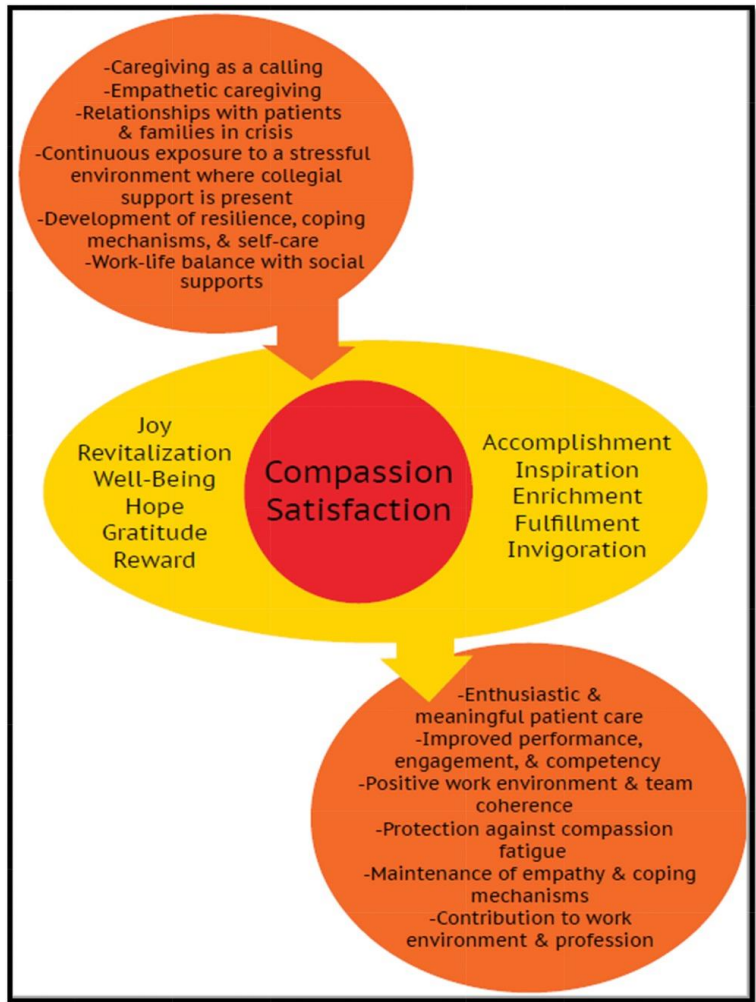 -Caregiving as a calling
-Empathetic caregiving
-Relationships with patients
& families in crisis
-Continuous exposure to a stressful
environment where collegial
support is present
-Development of resilience, coping
mechanisms, & self-care
-Work-life balance with social
supports
Joy
Revitalization
Well-Being
Hope
Gratitude
Reward
Compassion
Satisfaction
Accomplishment
Inspiration
Enrichment
Fulfillment
Invigoration
-Enthusiastic &
meaningful patient care
-Improved performance,
engagement, & competency
-Positive work environment & team
coherence
-Protection against compassion
fatigue
-Maintenance of empathy & coping
mechanisms
-Contribution to work
environment & profession